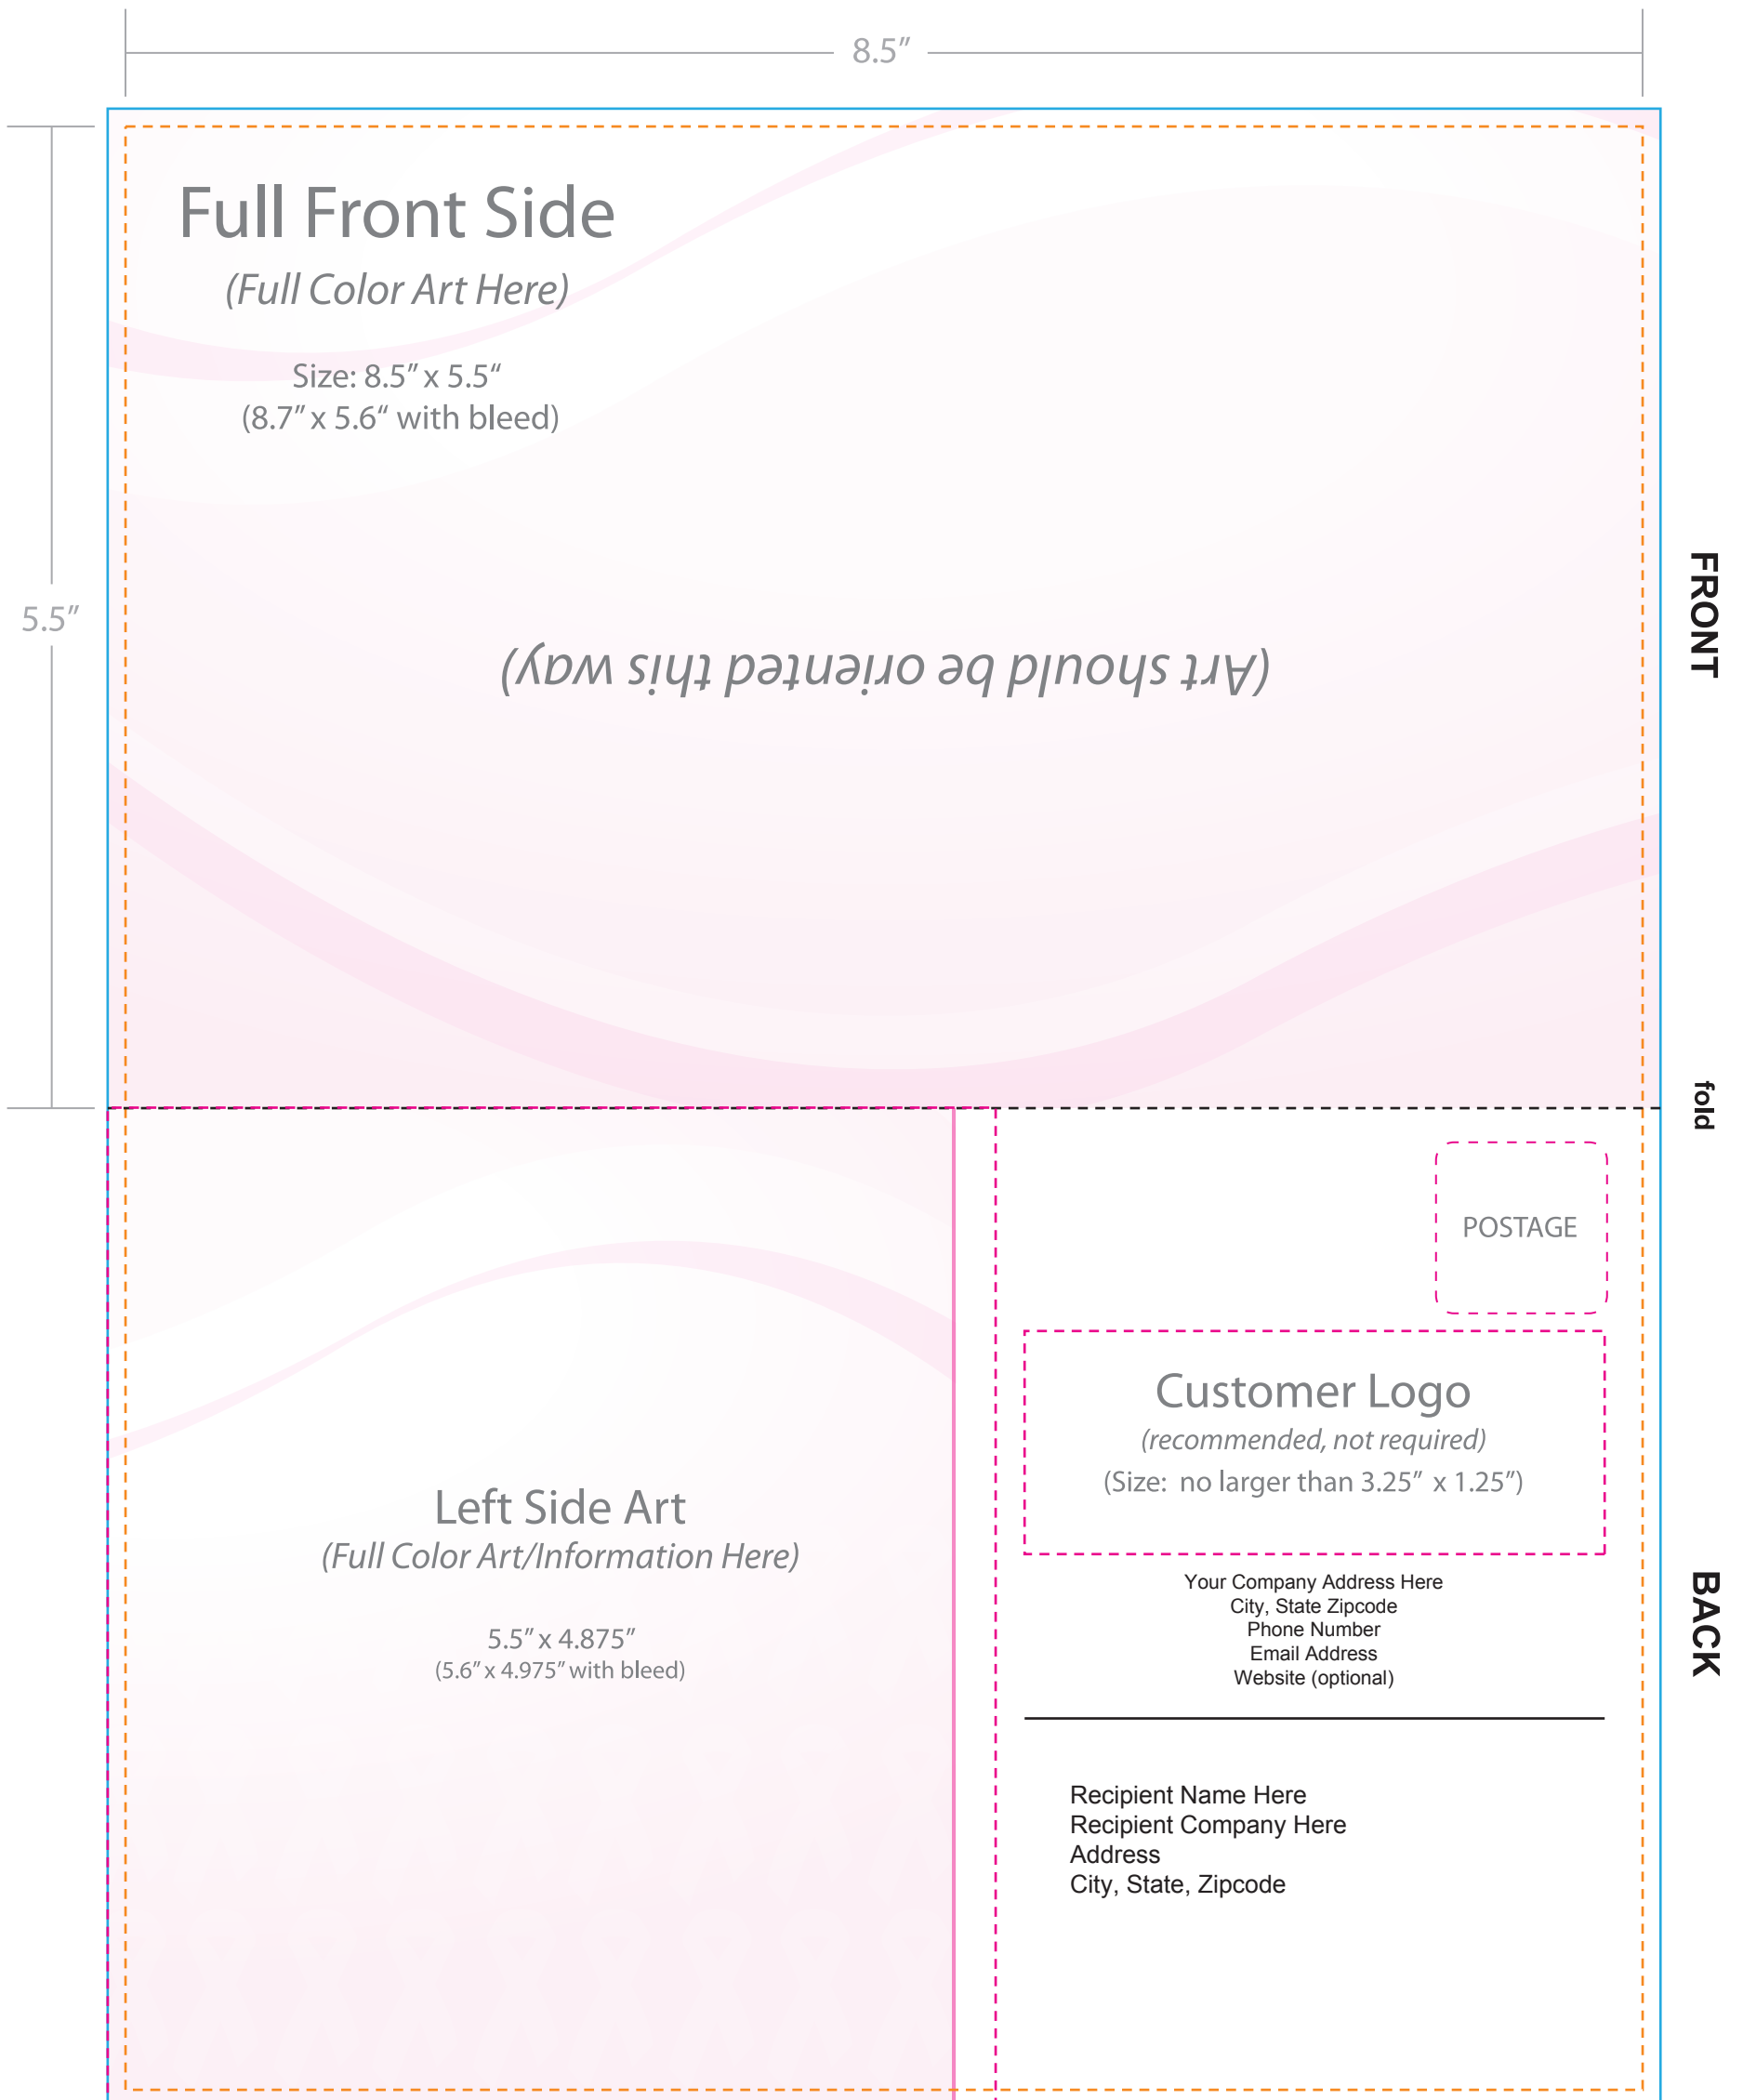 8.5”
Full Front Side
(Full Color Art Here)
Size: 8.5” x 5.5“
(8.7” x 5.6“ with bleed)
5.5”
FRONT
(Art should be oriented this way)
fold
POSTAGE
Customer Logo
(recommended, not required)
(Size: no larger than 3.25” x 1.25”)
Left Side Art
(Full Color Art/Information Here)
5.5” x 4.875”
(5.6” x 4.975” with bleed)
Your Company Address Here
City, State Zipcode
Phone Number
Email Address
Website (optional)
BACK
Recipient Name Here
Recipient Company Here
Address
City, State, Zipcode